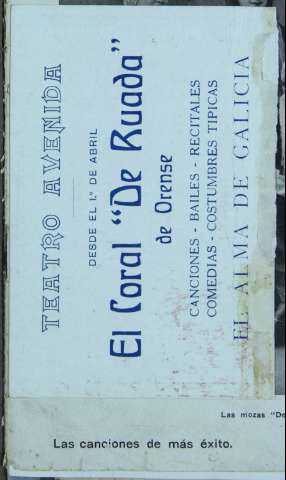 TEATRO AVENIDA
DESDE EL 1.º DE ABRIL
El Coral "De Ruada"
de Orense
CANCIONES - BAILES - RECITALES
COMEDIAS - COSTUMBRES TIPICAS
EL ALMA DE GALICIA
Las mozas "De
Las canciones de más éxito.